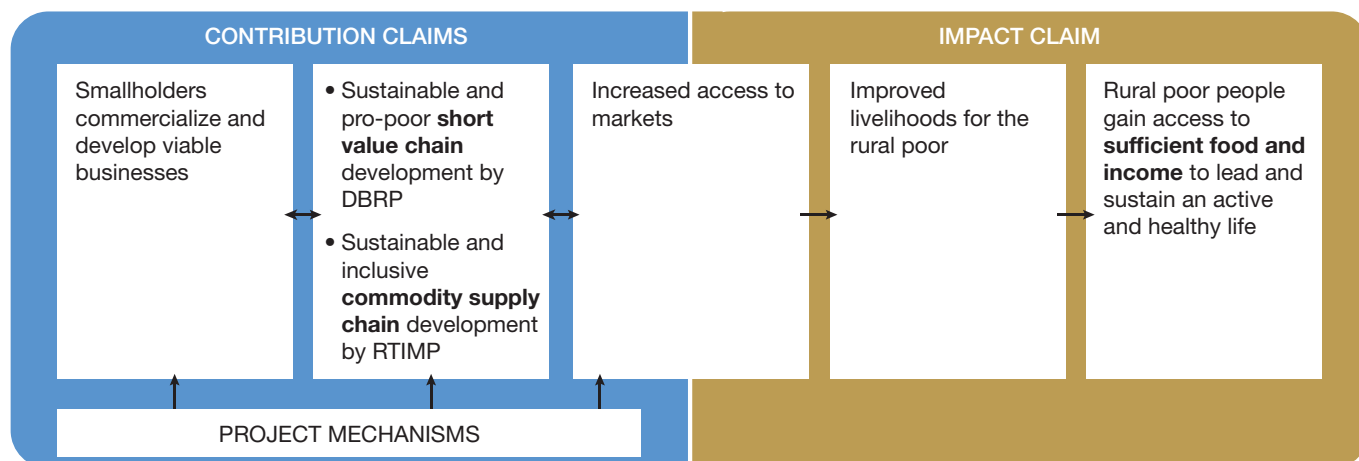 CONTRIBUTION CLAIMS
IMPACT CLAIM
Smallholders
commercialize and
develop viable
businesses
• Sustainable and
pro-poor short
value chain
development by
DBRP
• Sustainable and
inclusive
commodity supply
chain development
by RTIMP
Increased access to
markets
Improved
livelihoods for the
rural poor
Rural poor people
gain access to
sufficient food and
income to lead and
sustain an active
and healthy life
PROJECT MECHANISMS